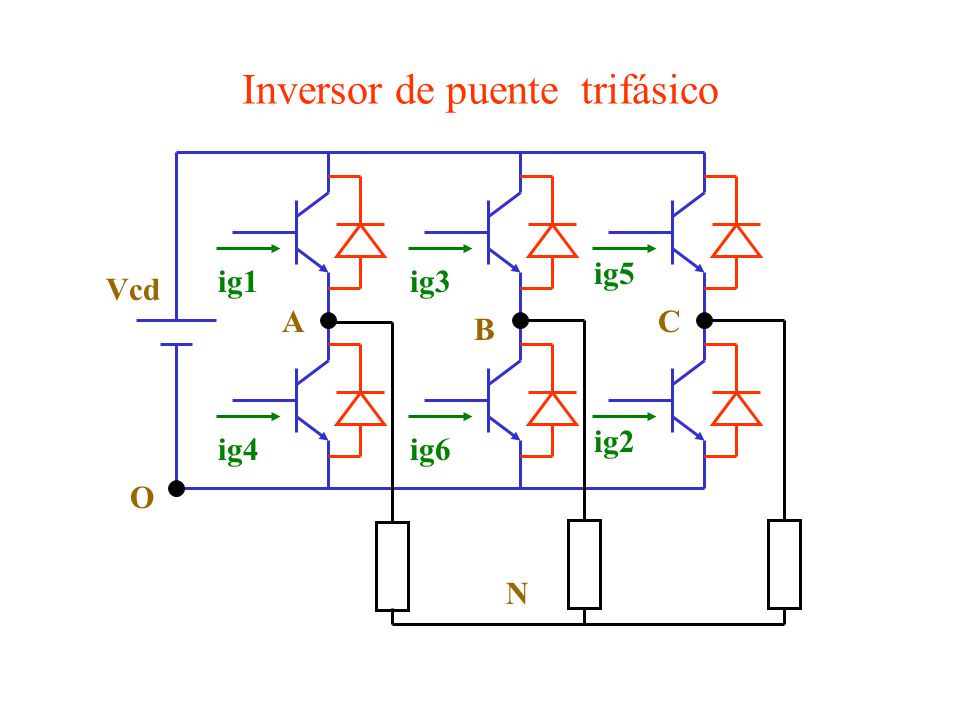 Inversor de puente trifásico
ig1
ig3
ig5
Vcd
A
B
C
ig4
ig6
ig2
O
N